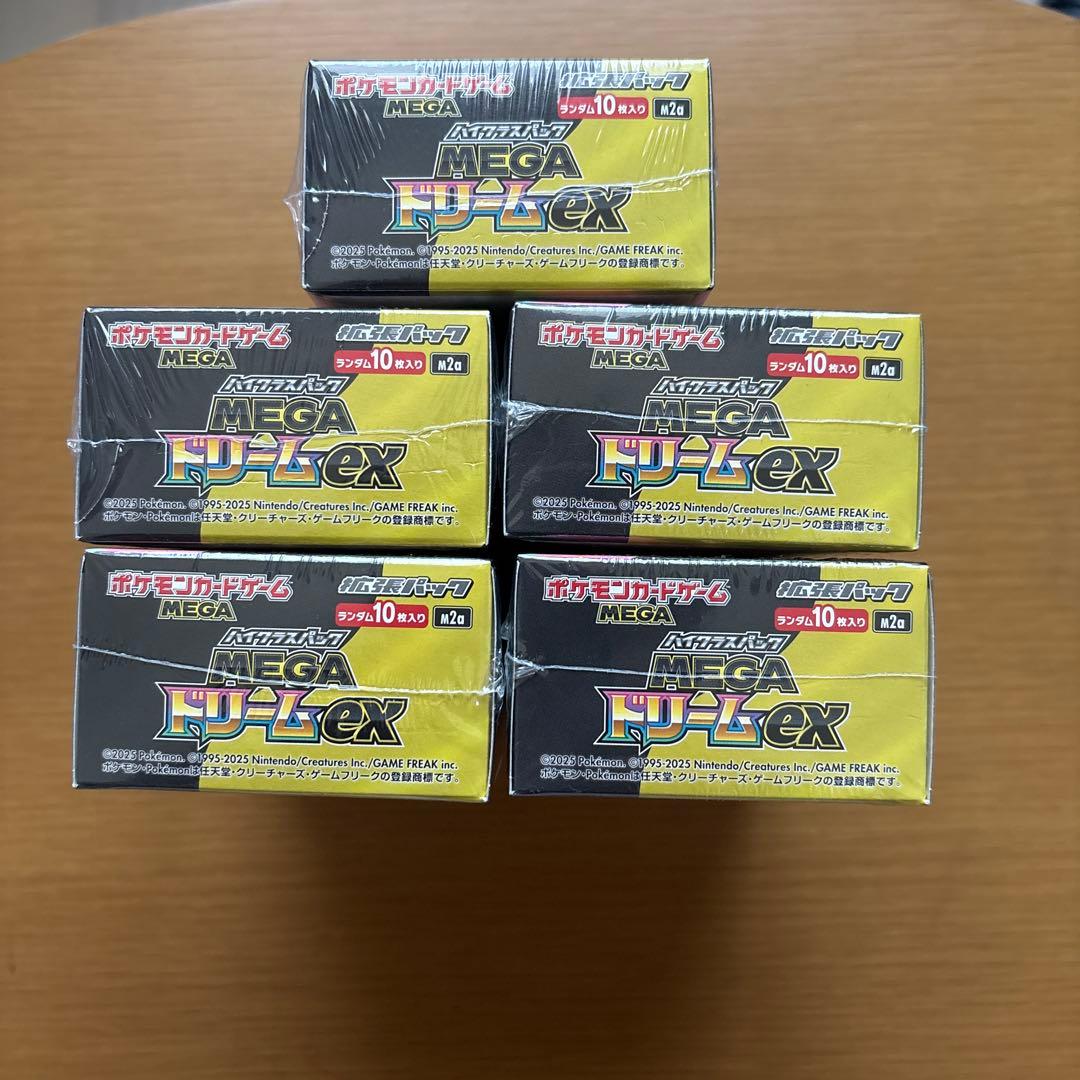 ポケモンカードゲーム 拡張パック
MEGA ランダム10枚入り M2a
ハイクラスパック
MEGA
ドリームex
©2025 Pokémon. ©1995-2025 Nintendo/Creatures Inc./GAME FREAK inc.
ポケモン・Pokémonは任天堂・クリーチャーズ・ゲームフリークの登録商標です。
ポケモンカードゲーム 拡張パック
MEGA ランダム10枚入り M2a
ハイクラスパック
MEGA
ドリームex
©2025 Pokémon. ©1995-2025 Nintendo/Creatures Inc./GAME FREAK inc.
ポケモン・Pokémonは任天堂・クリーチャーズ・ゲームフリークの登録商標です。
ポケモンカードゲーム 拡張パック
MEGA ランダム10枚入り M2a
ハイクラスパック
MEGA
ドリームex
©2025 Pokémon. ©1995-2025 Nintendo/Creatures Inc./GAME FREAK inc.
ポケモン・Pokémonは任天堂・クリーチャーズ・ゲームフリークの登録商標です。
ポケモンカードゲーム 拡張パック
MEGA ランダム10枚入り M2a
ハイクラスパック
MEGA
ドリームex
©2025 Pokémon. ©1995-2025 Nintendo/Creatures Inc./GAME FREAK inc.
ポケモン・Pokémonは任天堂・クリーチャーズ・ゲームフリークの登録商標です。
ポケモンカードゲーム 拡張パック
MEGA ランダム10枚入り M2a
ハイクラスパック
MEGA
ドリームex
©2025 Pokémon. ©1995-2025 Nintendo/Creatures Inc./GAME FREAK inc.
ポケモン・Pokémonは任天堂・クリーチャーズ・ゲームフリークの登録商標です。